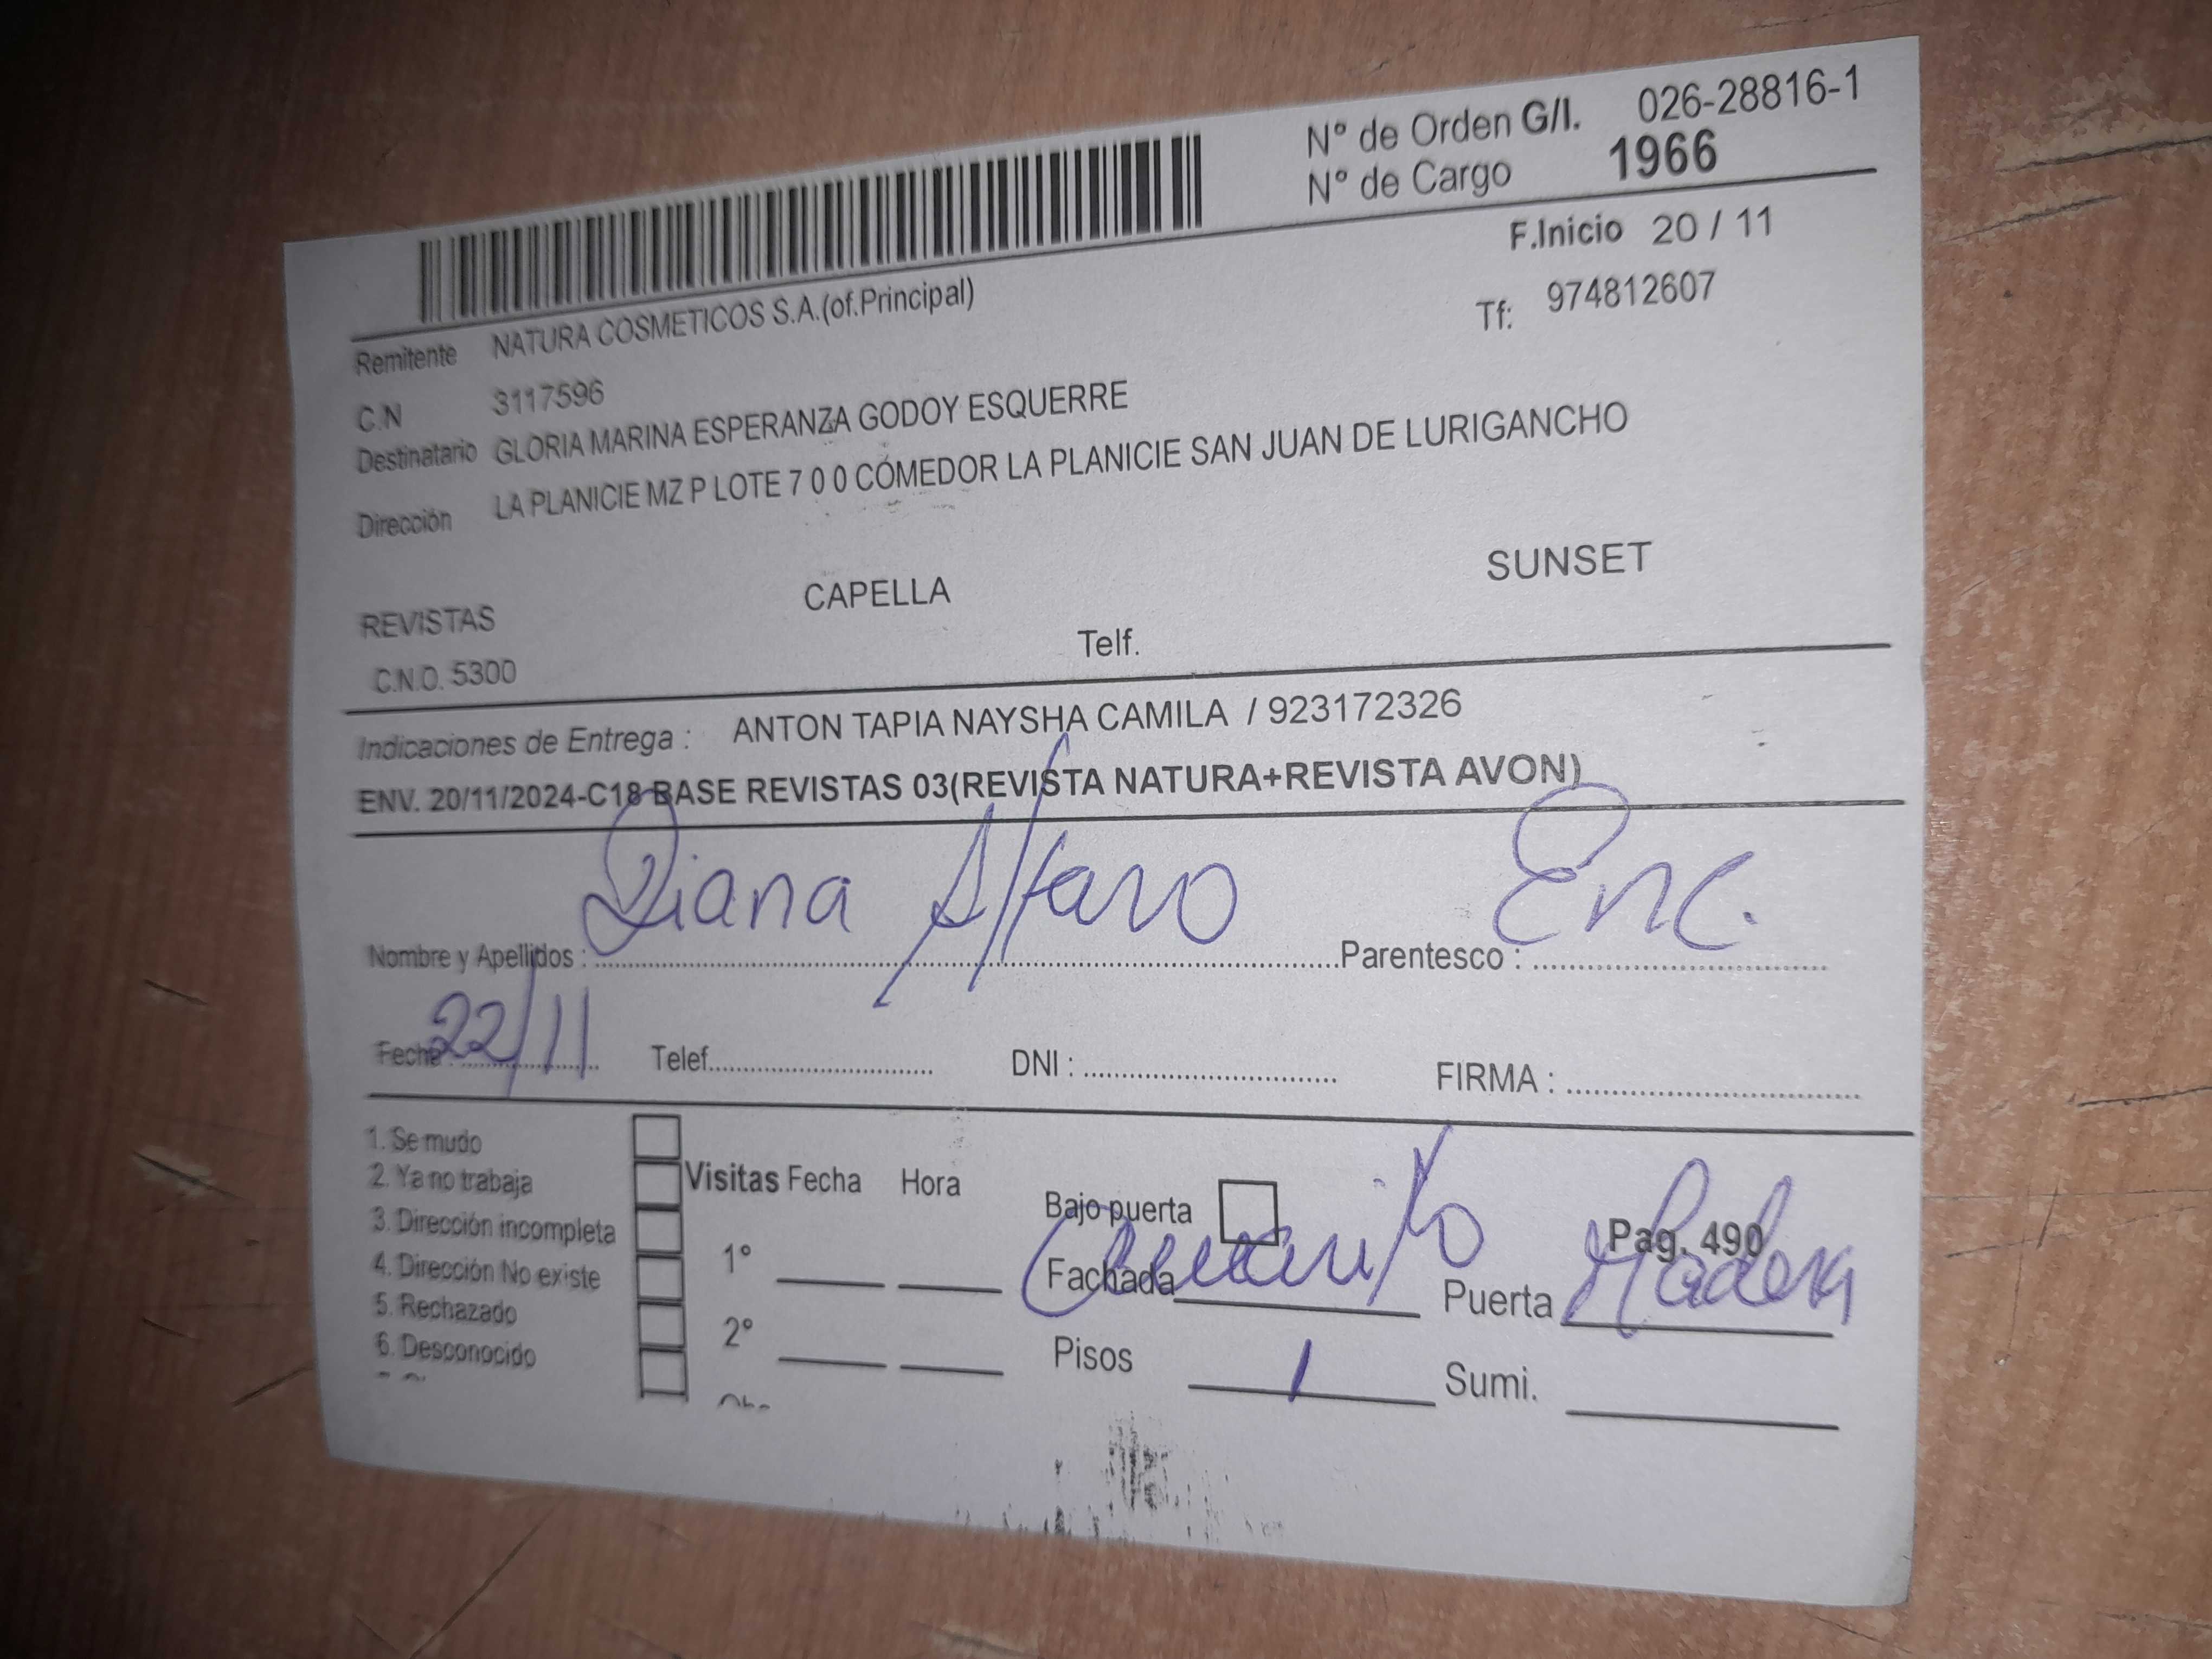 Nº de Orden G/I. 026-28816-1
Nº de Cargo 1966
F.Inicio 20 / 11
Remitente NATURA COSMETICOS S.A.(of.Principal)
Tf: 974812607
C.N 3117596
Destinatario GLORIA MARINA ESPERANZA GODOY ESQUERRE
Dirección LA PLANICIE MZ P LOTE 7 0 0 COMEDOR LA PLANICIE SAN JUAN DE LURIGANCHO
REVISTAS CAPELLA SUNSET
C.N.O. 5300 Telf.
Indicaciones de Entrega : ANTON TAPIA NAYSHA CAMILA / 923172326
ENV. 20/11/2024-C18 BASE REVISTAS 03(REVISTA NATURA+REVISTA AVON)
Nombre y Apellidos : Diana Alfaro Parentesco : Enc.
Fecha : 22/11 Telef. DNI : FIRMA :
1. Se mudo
2. Ya no trabaja
3. Dirección incompleta
4. Dirección No existe
5. Rechazado
6. Desconocido
Visitas Fecha Hora
1º
2º
Bajo puerta Pag. 490
Fachada Puerta Madera
Pisos 1 Sumi.